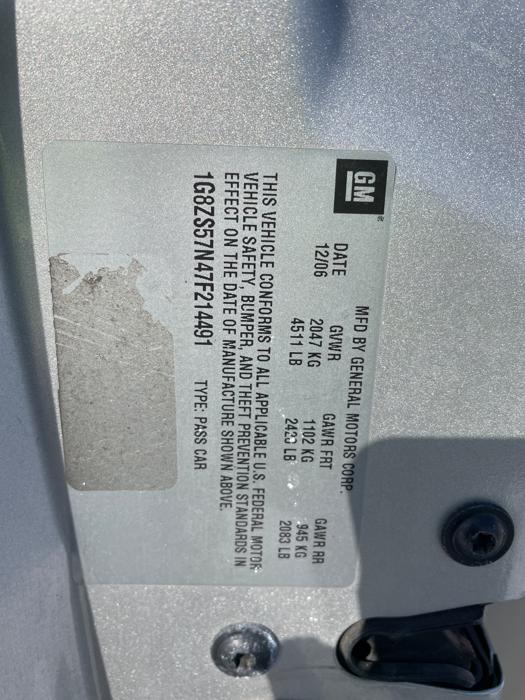 GM
MFD BY GENERAL MOTORS CORP.
DATE GVWR GAWR FRT GAWR RR
12/06 2047 KG 1102 KG 945 KG
4511 LB 2423 LB 2083 LB
THIS VEHICLE CONFORMS TO ALL APPLICABLE U.S. FEDERAL MOTOR
VEHICLE SAFETY, BUMPER, AND THEFT PREVENTION STANDARDS IN
EFFECT ON THE DATE OF MANUFACTURE SHOWN ABOVE.
1G8ZS57N47F214491 TYPE: PASS CAR